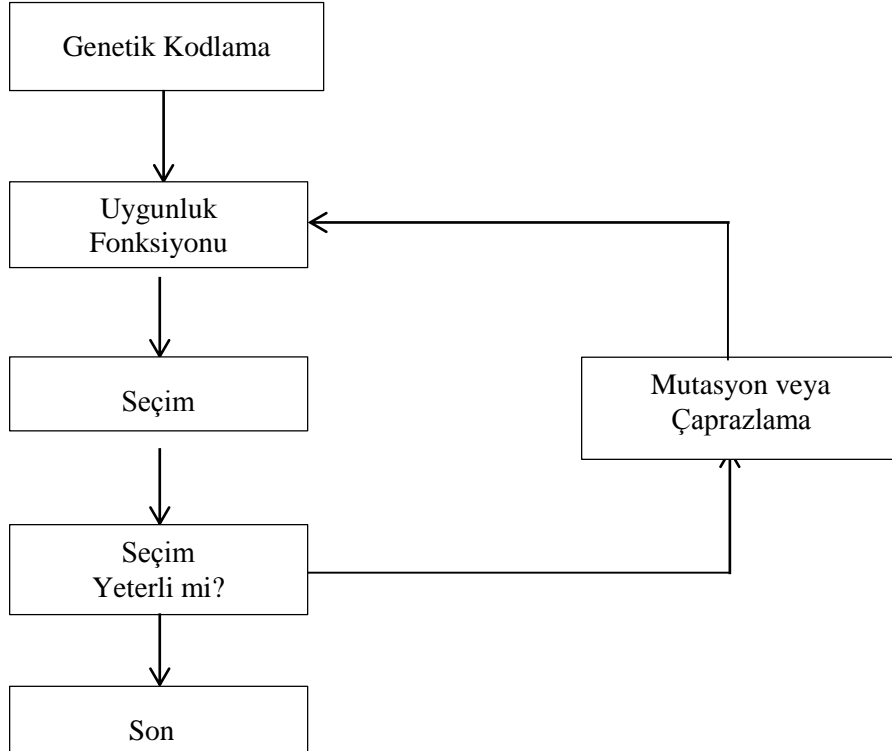 Genetik Kodlama
Uygunluk
Fonksiyonu
Seçim
Mutasyon veya
Çaprazlama
Seçim
Yeterli mi?
Son